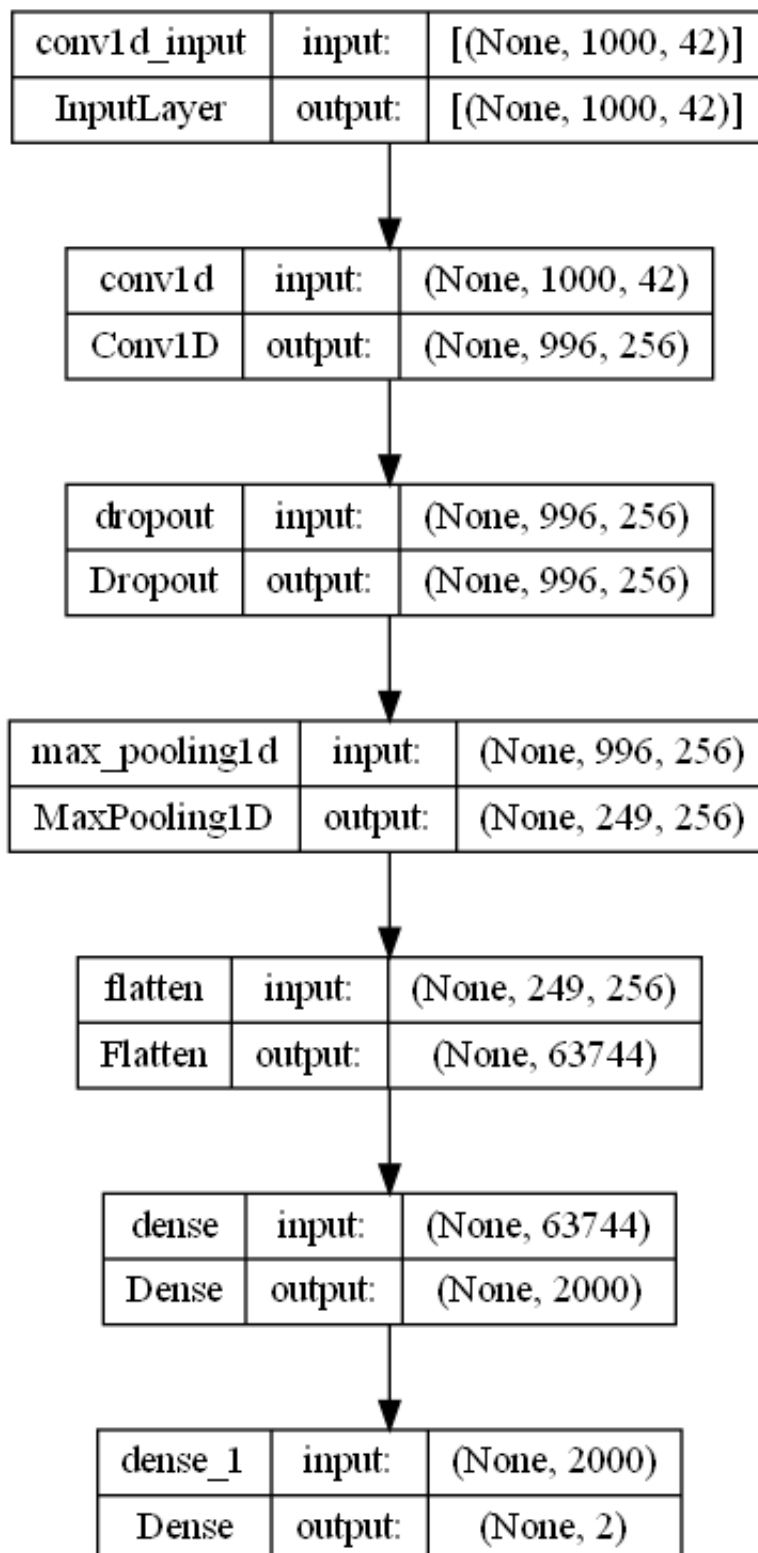 conv1d_input input: [(None, 1000, 42)]
InputLayer output: [(None, 1000, 42)]
conv1d input: (None, 1000, 42)
Conv1D output: (None, 996, 256)
dropout input: (None, 996, 256)
Dropout output: (None, 996, 256)
max_pooling1d input: (None, 996, 256)
MaxPooling1D output: (None, 249, 256)
flatten input: (None, 249, 256)
Flatten output: (None, 63744)
dense input: (None, 63744)
Dense output: (None, 2000)
dense_1 input: (None, 2000)
Dense output: (None, 2)